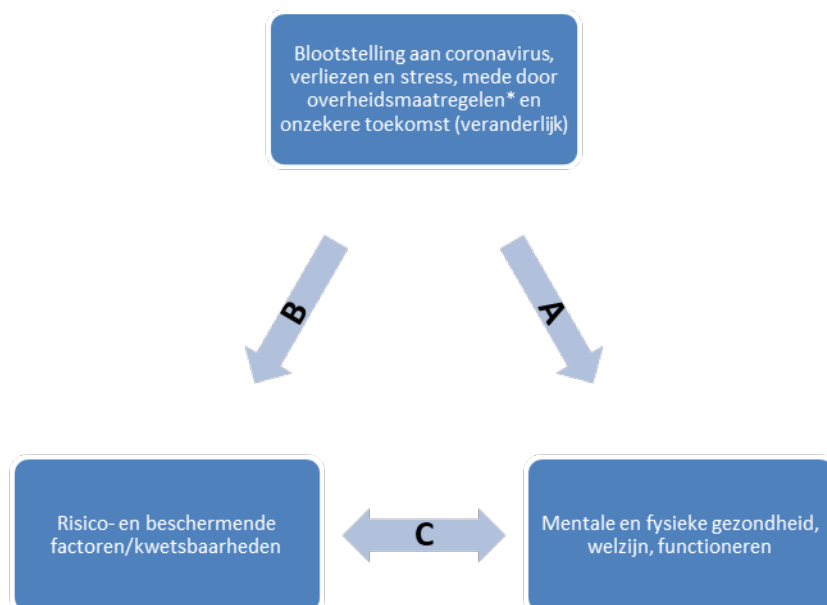 Blootstelling aan coronavirus,
verliezen en stress, mede door
overheidsmaatregelen* en
onzekere toekomst (veranderlijk)
B
A
Risico- en beschermende
factoren/kwetsbaarheden
C
Mentale en fysieke gezondheid,
welzijn, functioneren